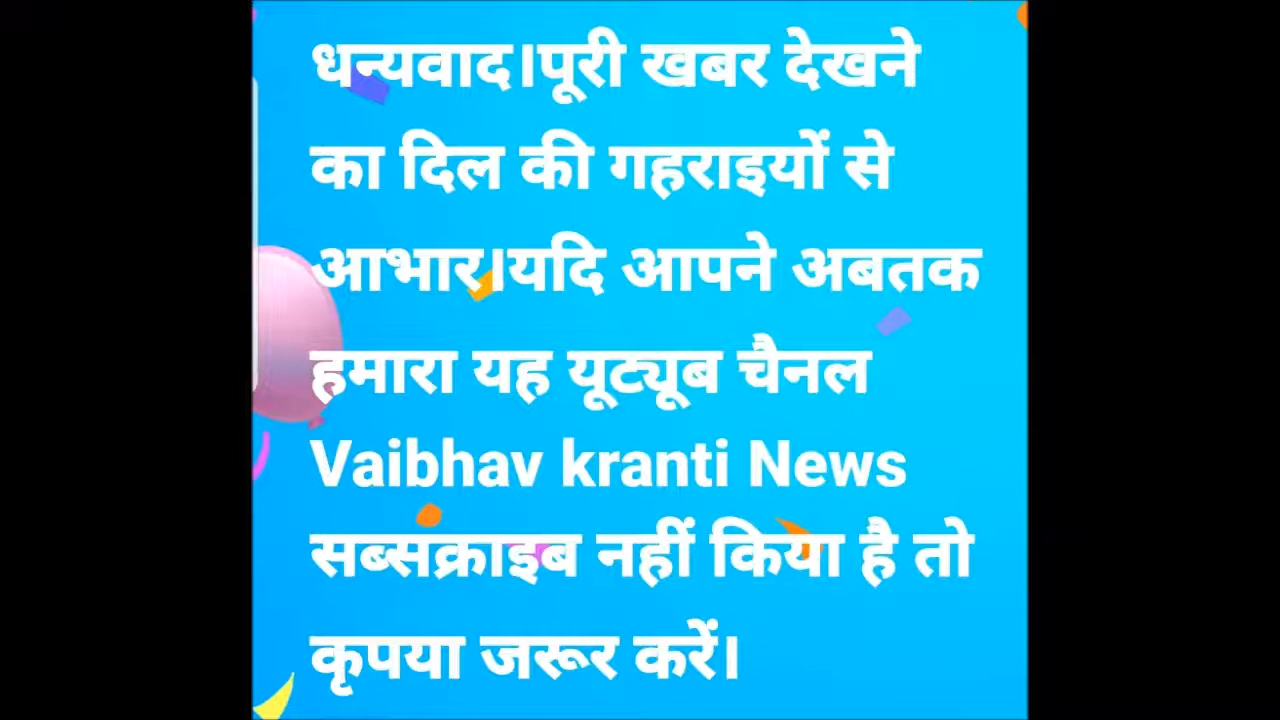 धन्यवाद।पूरी खबर देखने
का दिल की गहराइयों से
आभार।यदि आपने अबतक
हमारा यह यूट्यूब चैनल
Vaibhav kranti News
सब्सक्राइब नहीं किया है तो
कृपया जरूर करें।